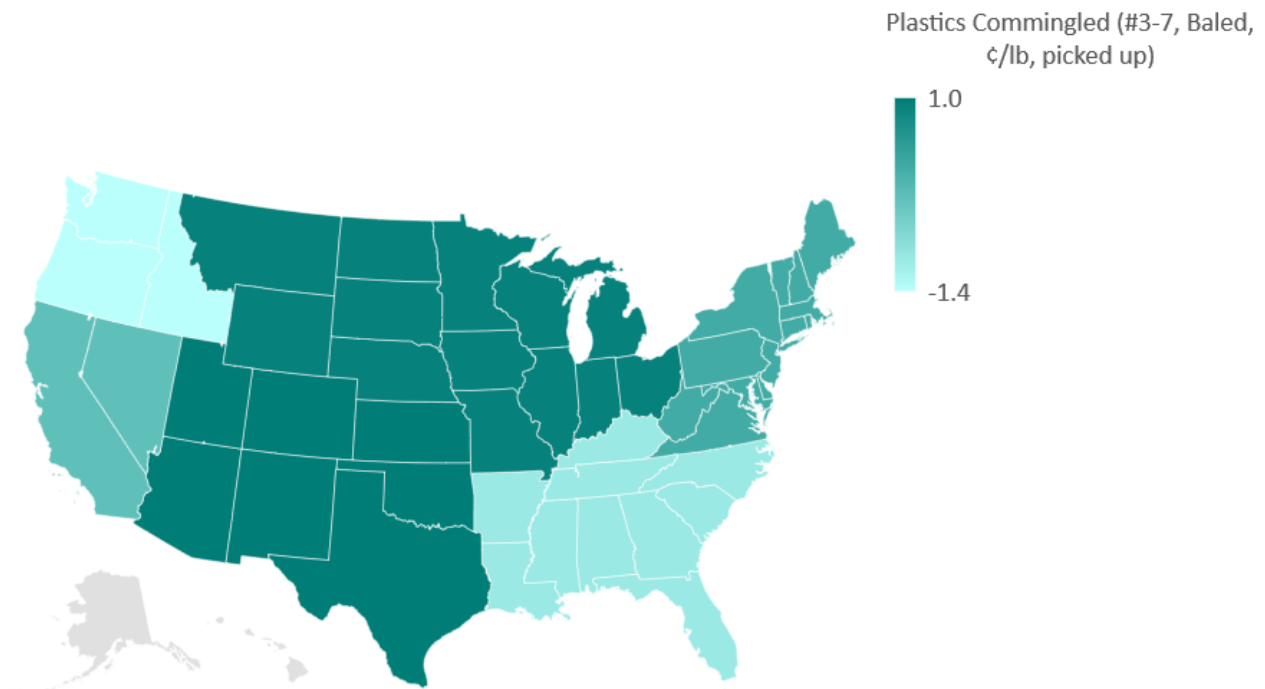 Plastics Commingled (#3-7, Baled,
¢/lb, picked up)
1.0
-1.4